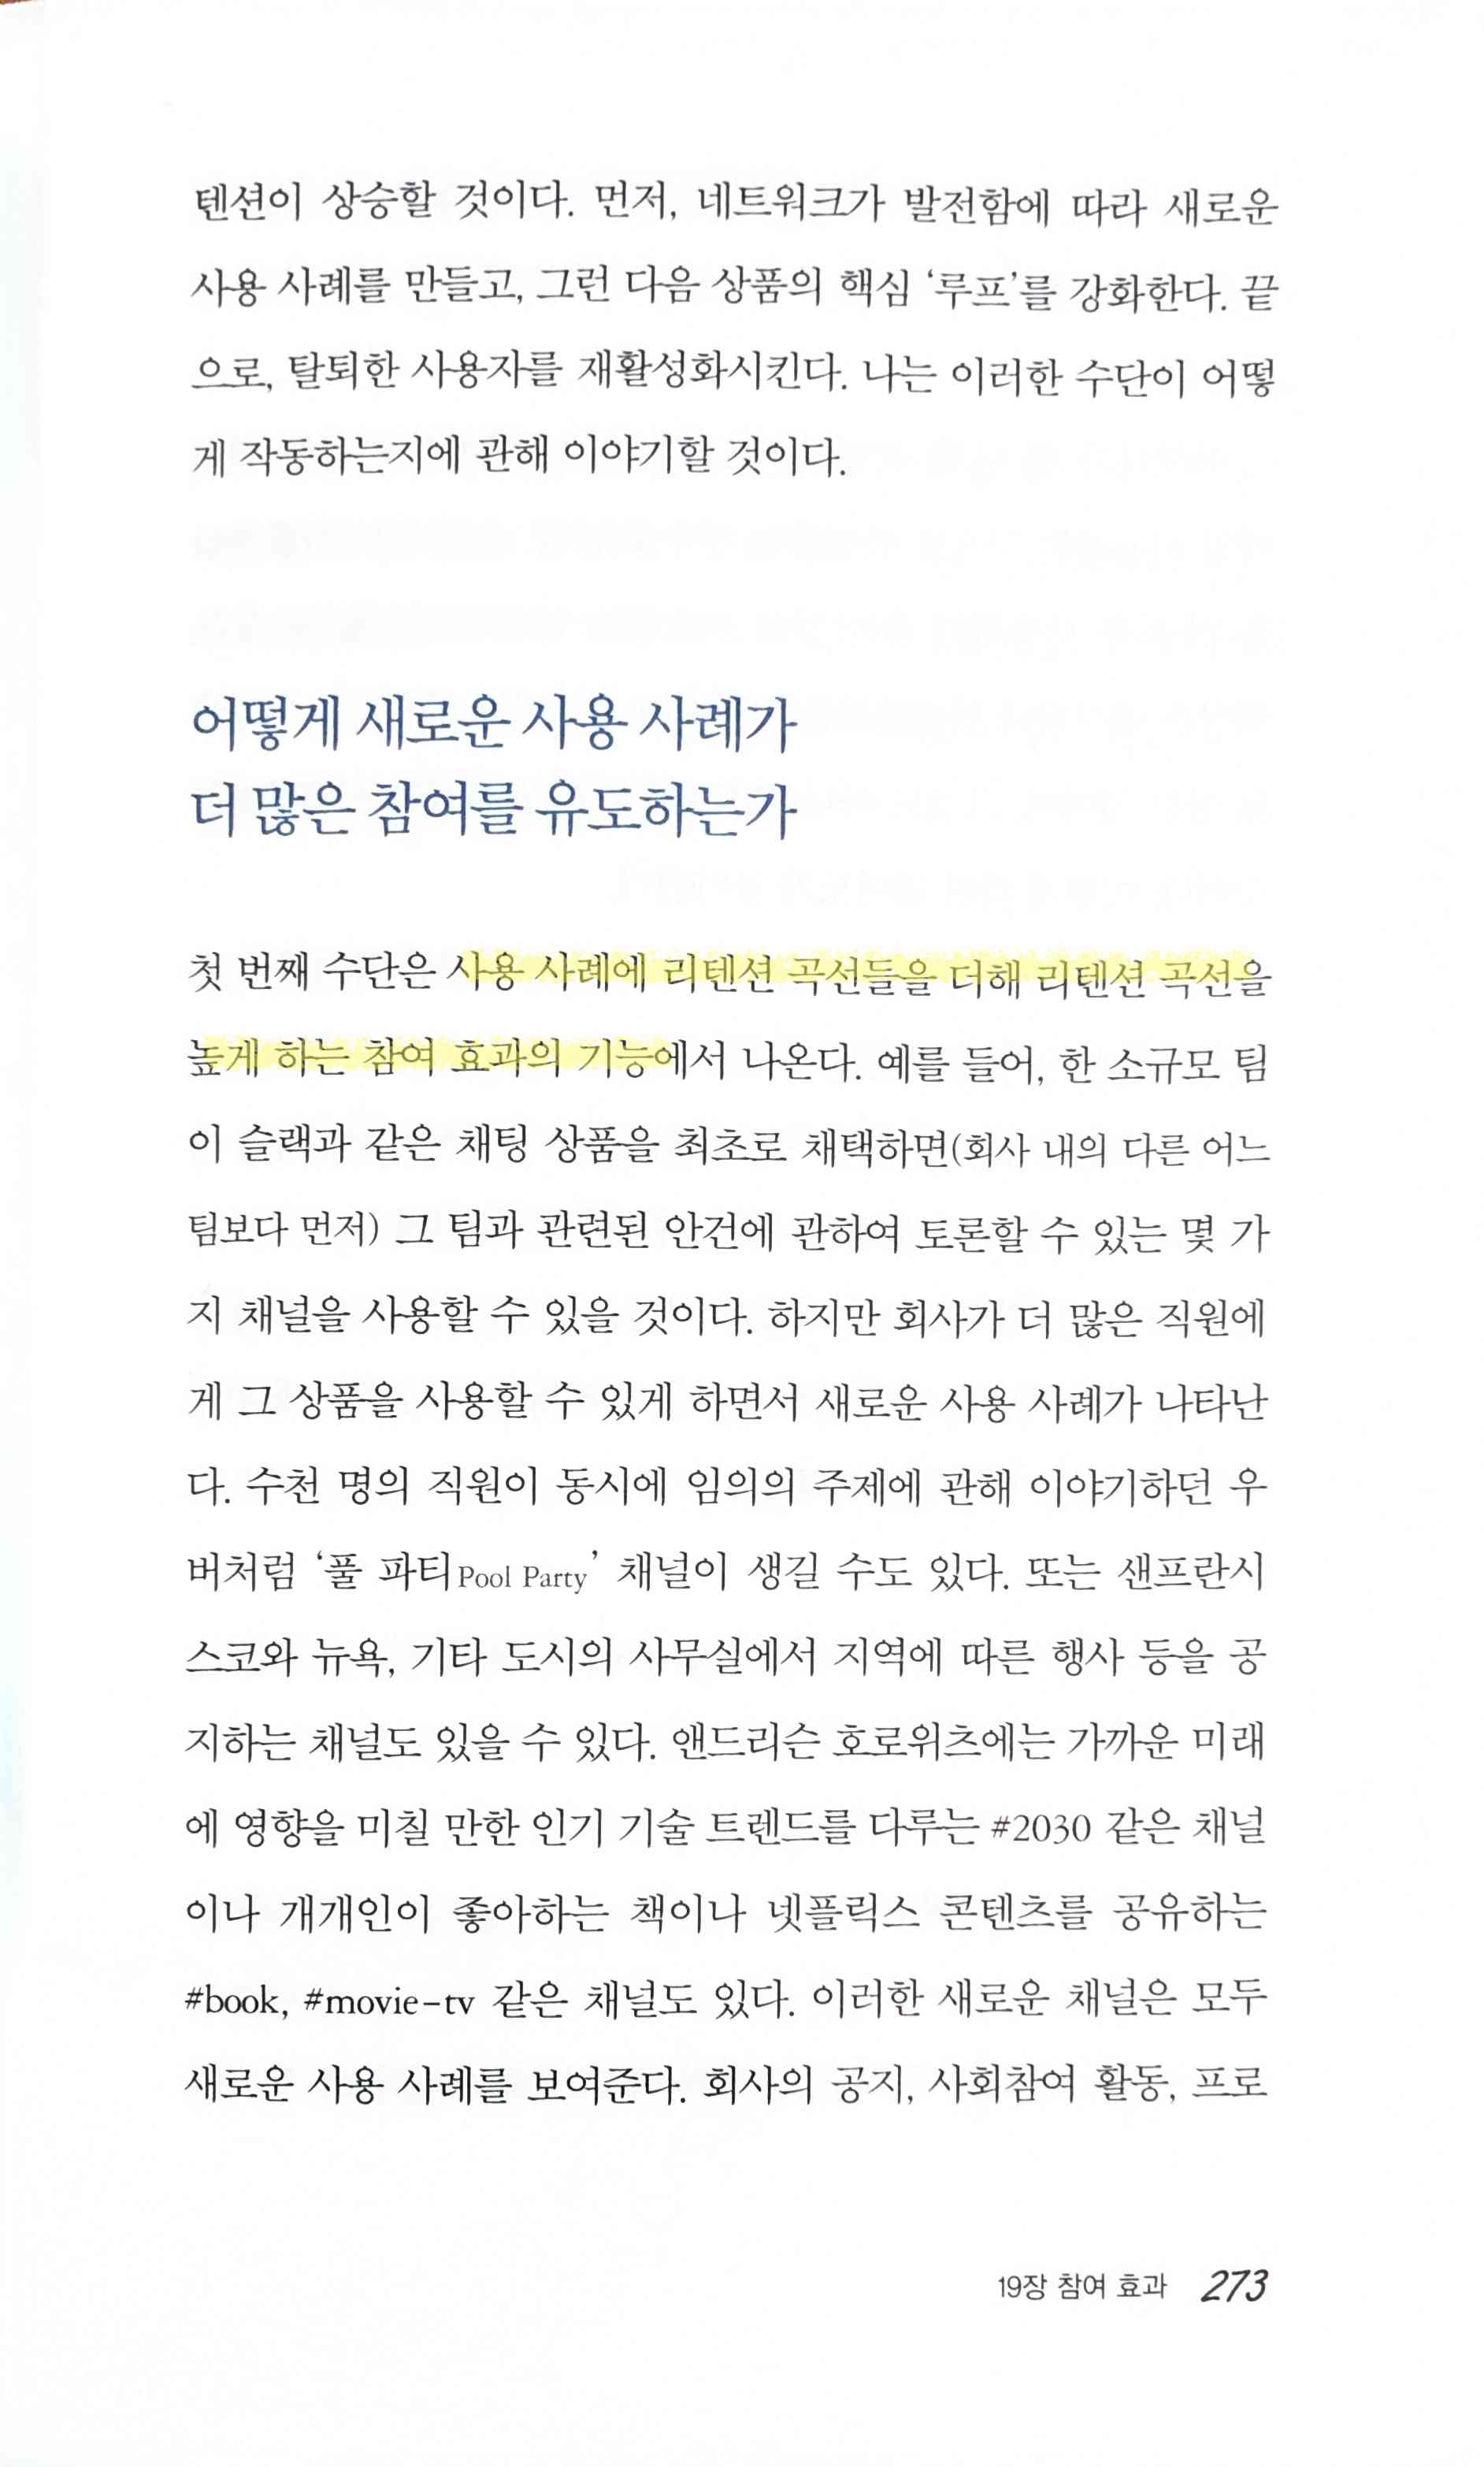 텐션이 상승할 것이다. 먼저, 네트워크가 발전함에 따라 새로운
사용 사례를 만들고, 그런 다음 상품의 핵심 ‘루프’를 강화한다. 끝
으로, 탈퇴한 사용자를 재활성화시킨다. 나는 이러한 수단이 어떻
게 작동하는지에 관해 이야기할 것이다.
어떻게 새로운 사용 사례가
더 많은 참여를 유도하는가
첫 번째 수단은 사용 사례에 리텐션 곡선들을 더해 리텐션 곡선을
높게 하는 참여 효과의 기능에서 나온다. 예를 들어, 한 소규모 팀
이 슬랙과 같은 채팅 상품을 최초로 채택하면(회사 내의 다른 어느
팀보다 먼저) 그 팀과 관련된 안건에 관하여 토론할 수 있는 몇 가
지 채널을 사용할 수 있을 것이다. 하지만 회사가 더 많은 직원에
게 그 상품을 사용할 수 있게 하면서 새로운 사용 사례가 나타난
다. 수천 명의 직원이 동시에 임의의 주제에 관해 이야기하던 우
버처럼 ‘풀 파티Pool Party’ 채널이 생길 수도 있다. 또는 샌프란시
스코와 뉴욕, 기타 도시의 사무실에서 지역에 따른 행사 등을 공
지하는 채널도 있을 수 있다. 앤드리슨 호로위츠에는 가까운 미래
에 영향을 미칠 만한 인기 기술 트렌드를 다루는 #2030 같은 채널
이나 개개인이 좋아하는 책이나 넷플릭스 콘텐츠를 공유하는
#book, #movie-tv 같은 채널도 있다. 이러한 새로운 채널은 모두
새로운 사용 사례를 보여준다. 회사의 공지, 사회참여 활동, 프로
19장 참여 효과 273